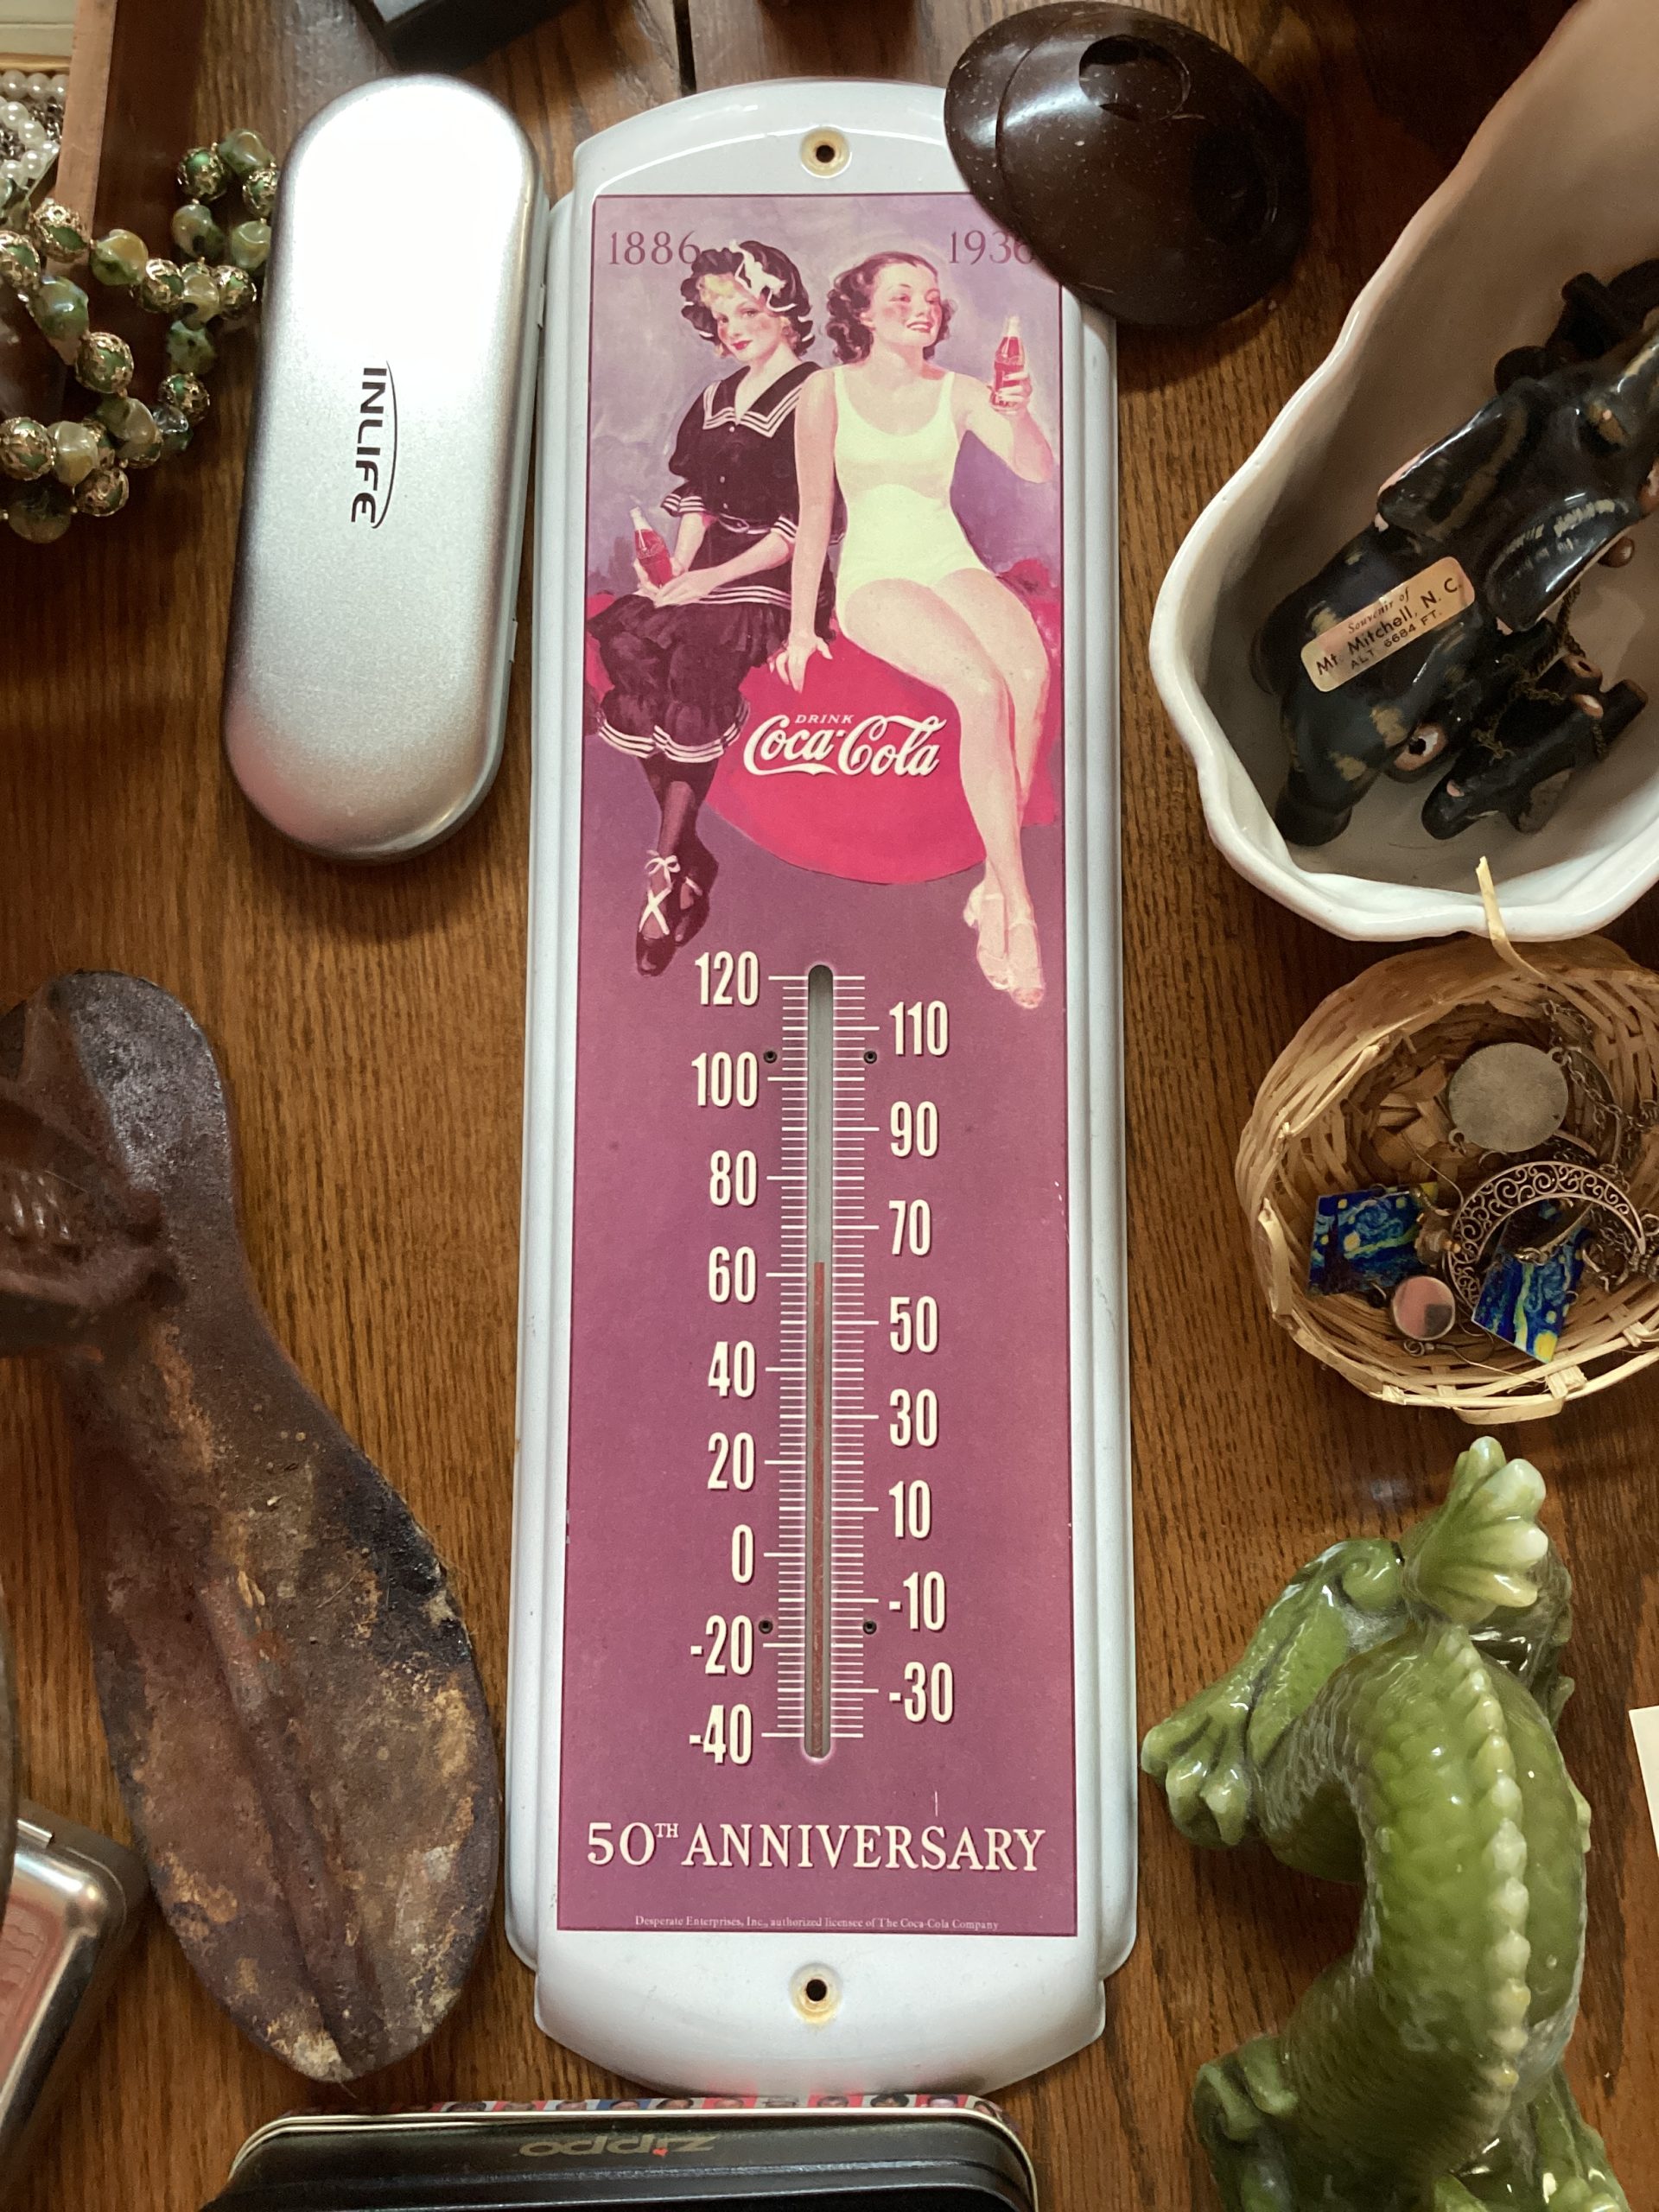 1886 1936
INLIFE
DRINK
Coca-Cola
Souvenir of
Mt. Mitchell, N. C.
ALT. 6684 FT.
120
110
100
90
80
70
60
50
40
30
20
10
0
-10
-20
-30
-40
50TH ANNIVERSARY
Desperate Enterprises, Inc., authorized licensee of The Coca-Cola Company
zippo